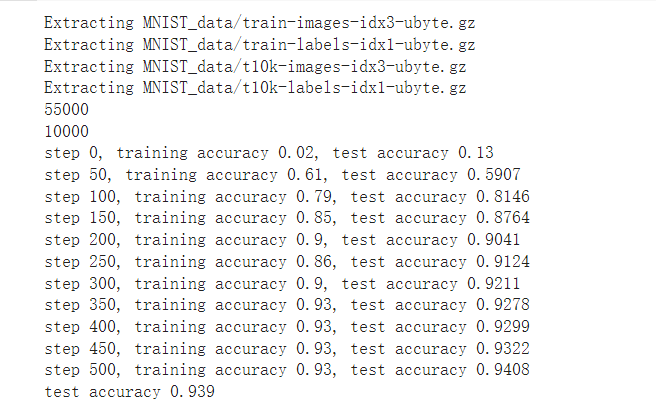 Extracting MNIST_data/train-images-idx3-ubyte.gz
Extracting MNIST_data/train-labels-idx1-ubyte.gz
Extracting MNIST_data/t10k-images-idx3-ubyte.gz
Extracting MNIST_data/t10k-labels-idx1-ubyte.gz
55000
10000
step 0, training accuracy 0.02, test accuracy 0.13
step 50, training accuracy 0.61, test accuracy 0.5907
step 100, training accuracy 0.79, test accuracy 0.8146
step 150, training accuracy 0.85, test accuracy 0.8764
step 200, training accuracy 0.9, test accuracy 0.9041
step 250, training accuracy 0.86, test accuracy 0.9124
step 300, training accuracy 0.9, test accuracy 0.9211
step 350, training accuracy 0.93, test accuracy 0.9278
step 400, training accuracy 0.93, test accuracy 0.9299
step 450, training accuracy 0.93, test accuracy 0.9322
step 500, training accuracy 0.93, test accuracy 0.9408
test accuracy 0.939